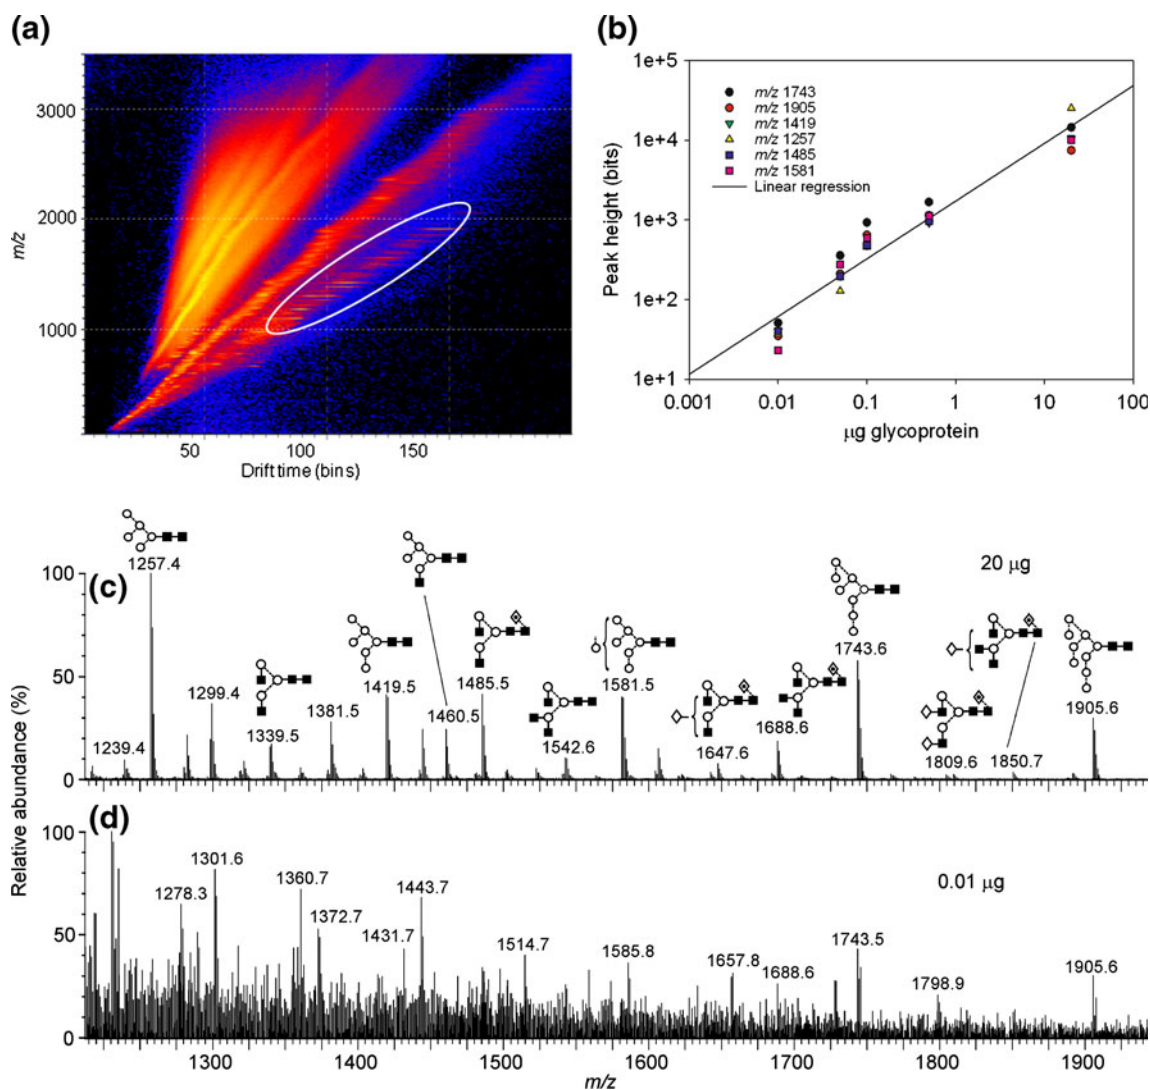 (a)
m/z
3000
2000
1000
50 100 150
Drift time (bins)
(b)
Peak height (bits)
1e+5
1e+4
1e+3
1e+2
1e+1
m/z 1743
m/z 1905
m/z 1419
m/z 1257
m/z 1485
m/z 1581
Linear regression
0.001 0.01 0.1 1 10 100
µg glycoprotein
Relative abundance (%)
(c)
20 µg
100
50
0
1239.4
1257.4
1299.4
1339.5
1381.5
1419.5
1460.5
1485.5
1542.6
1581.5
1647.6
1688.6
1743.6
1809.6
1850.7
1905.6
(d)
0.01 µg
100
50
0
1278.3
1301.6
1360.7
1372.7
1431.7
1443.7
1514.7
1585.8
1657.8
1688.6
1743.5
1798.9
1905.6
1300 1400 1500 1600 1700 1800 1900
m/z